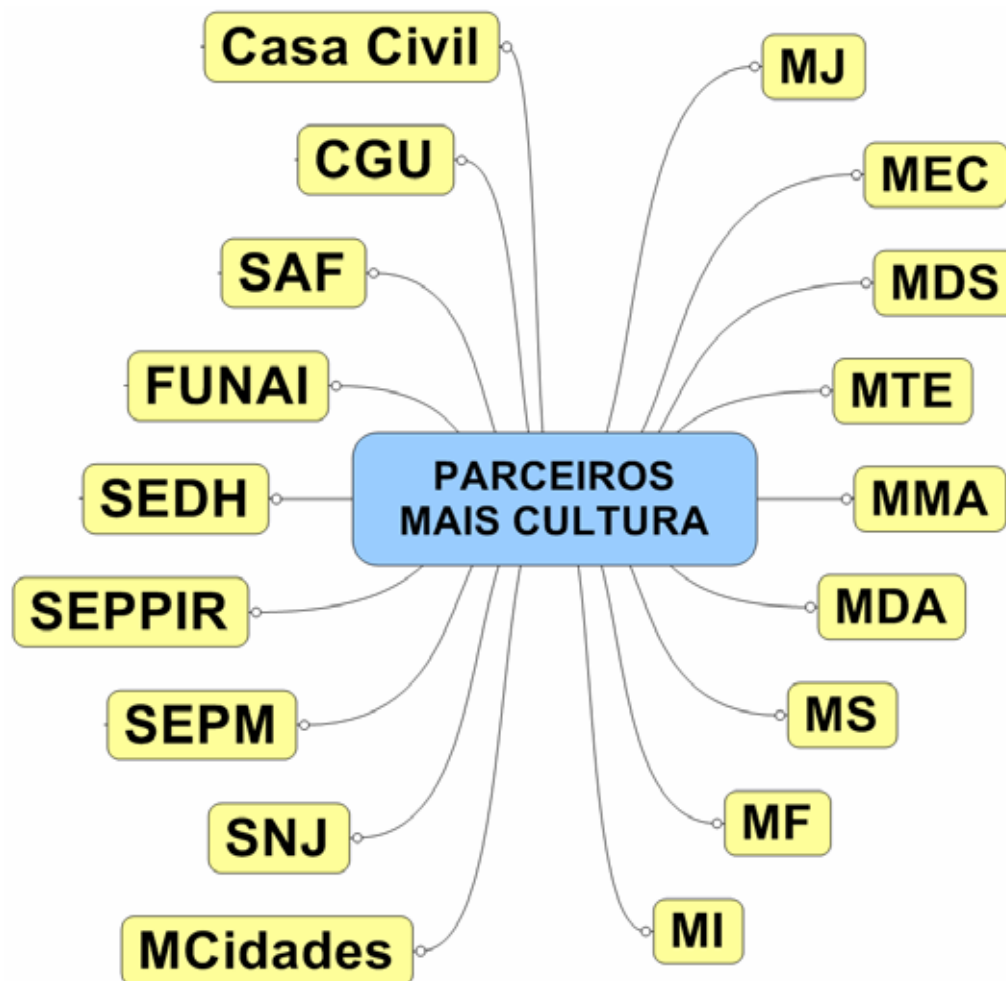 Casa Civil
CGU
SAF
FUNAI
SEDH
SEPPIR
SEPM
SNJ
MCidades
PARCEIROS
MAIS CULTURA
MJ
MEC
MDS
MTE
MMA
MDA
MS
MF
MI